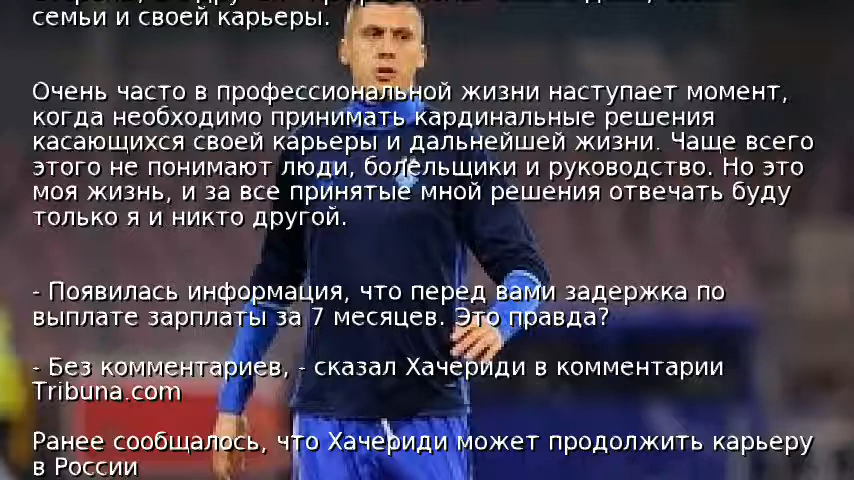 семьи и своей карьеры.
Очень часто в профессиональной жизни наступает момент,
когда необходимо принимать кардинальные решения
касающихся своей карьеры и дальнейшей жизни. Чаще всего
этого не понимают люди, болельщики и руководство. Но это
моя жизнь, и за все принятые мной решения отвечать буду
только я и никто другой.
- Появилась информация, что перед вами задержка по
выплате зарплаты за 7 месяцев. Это правда?
- Без комментариев, - сказал Хачериди в комментарии
Tribuna.com
Ранее сообщалось, что Хачериди может продолжить карьеру
в России